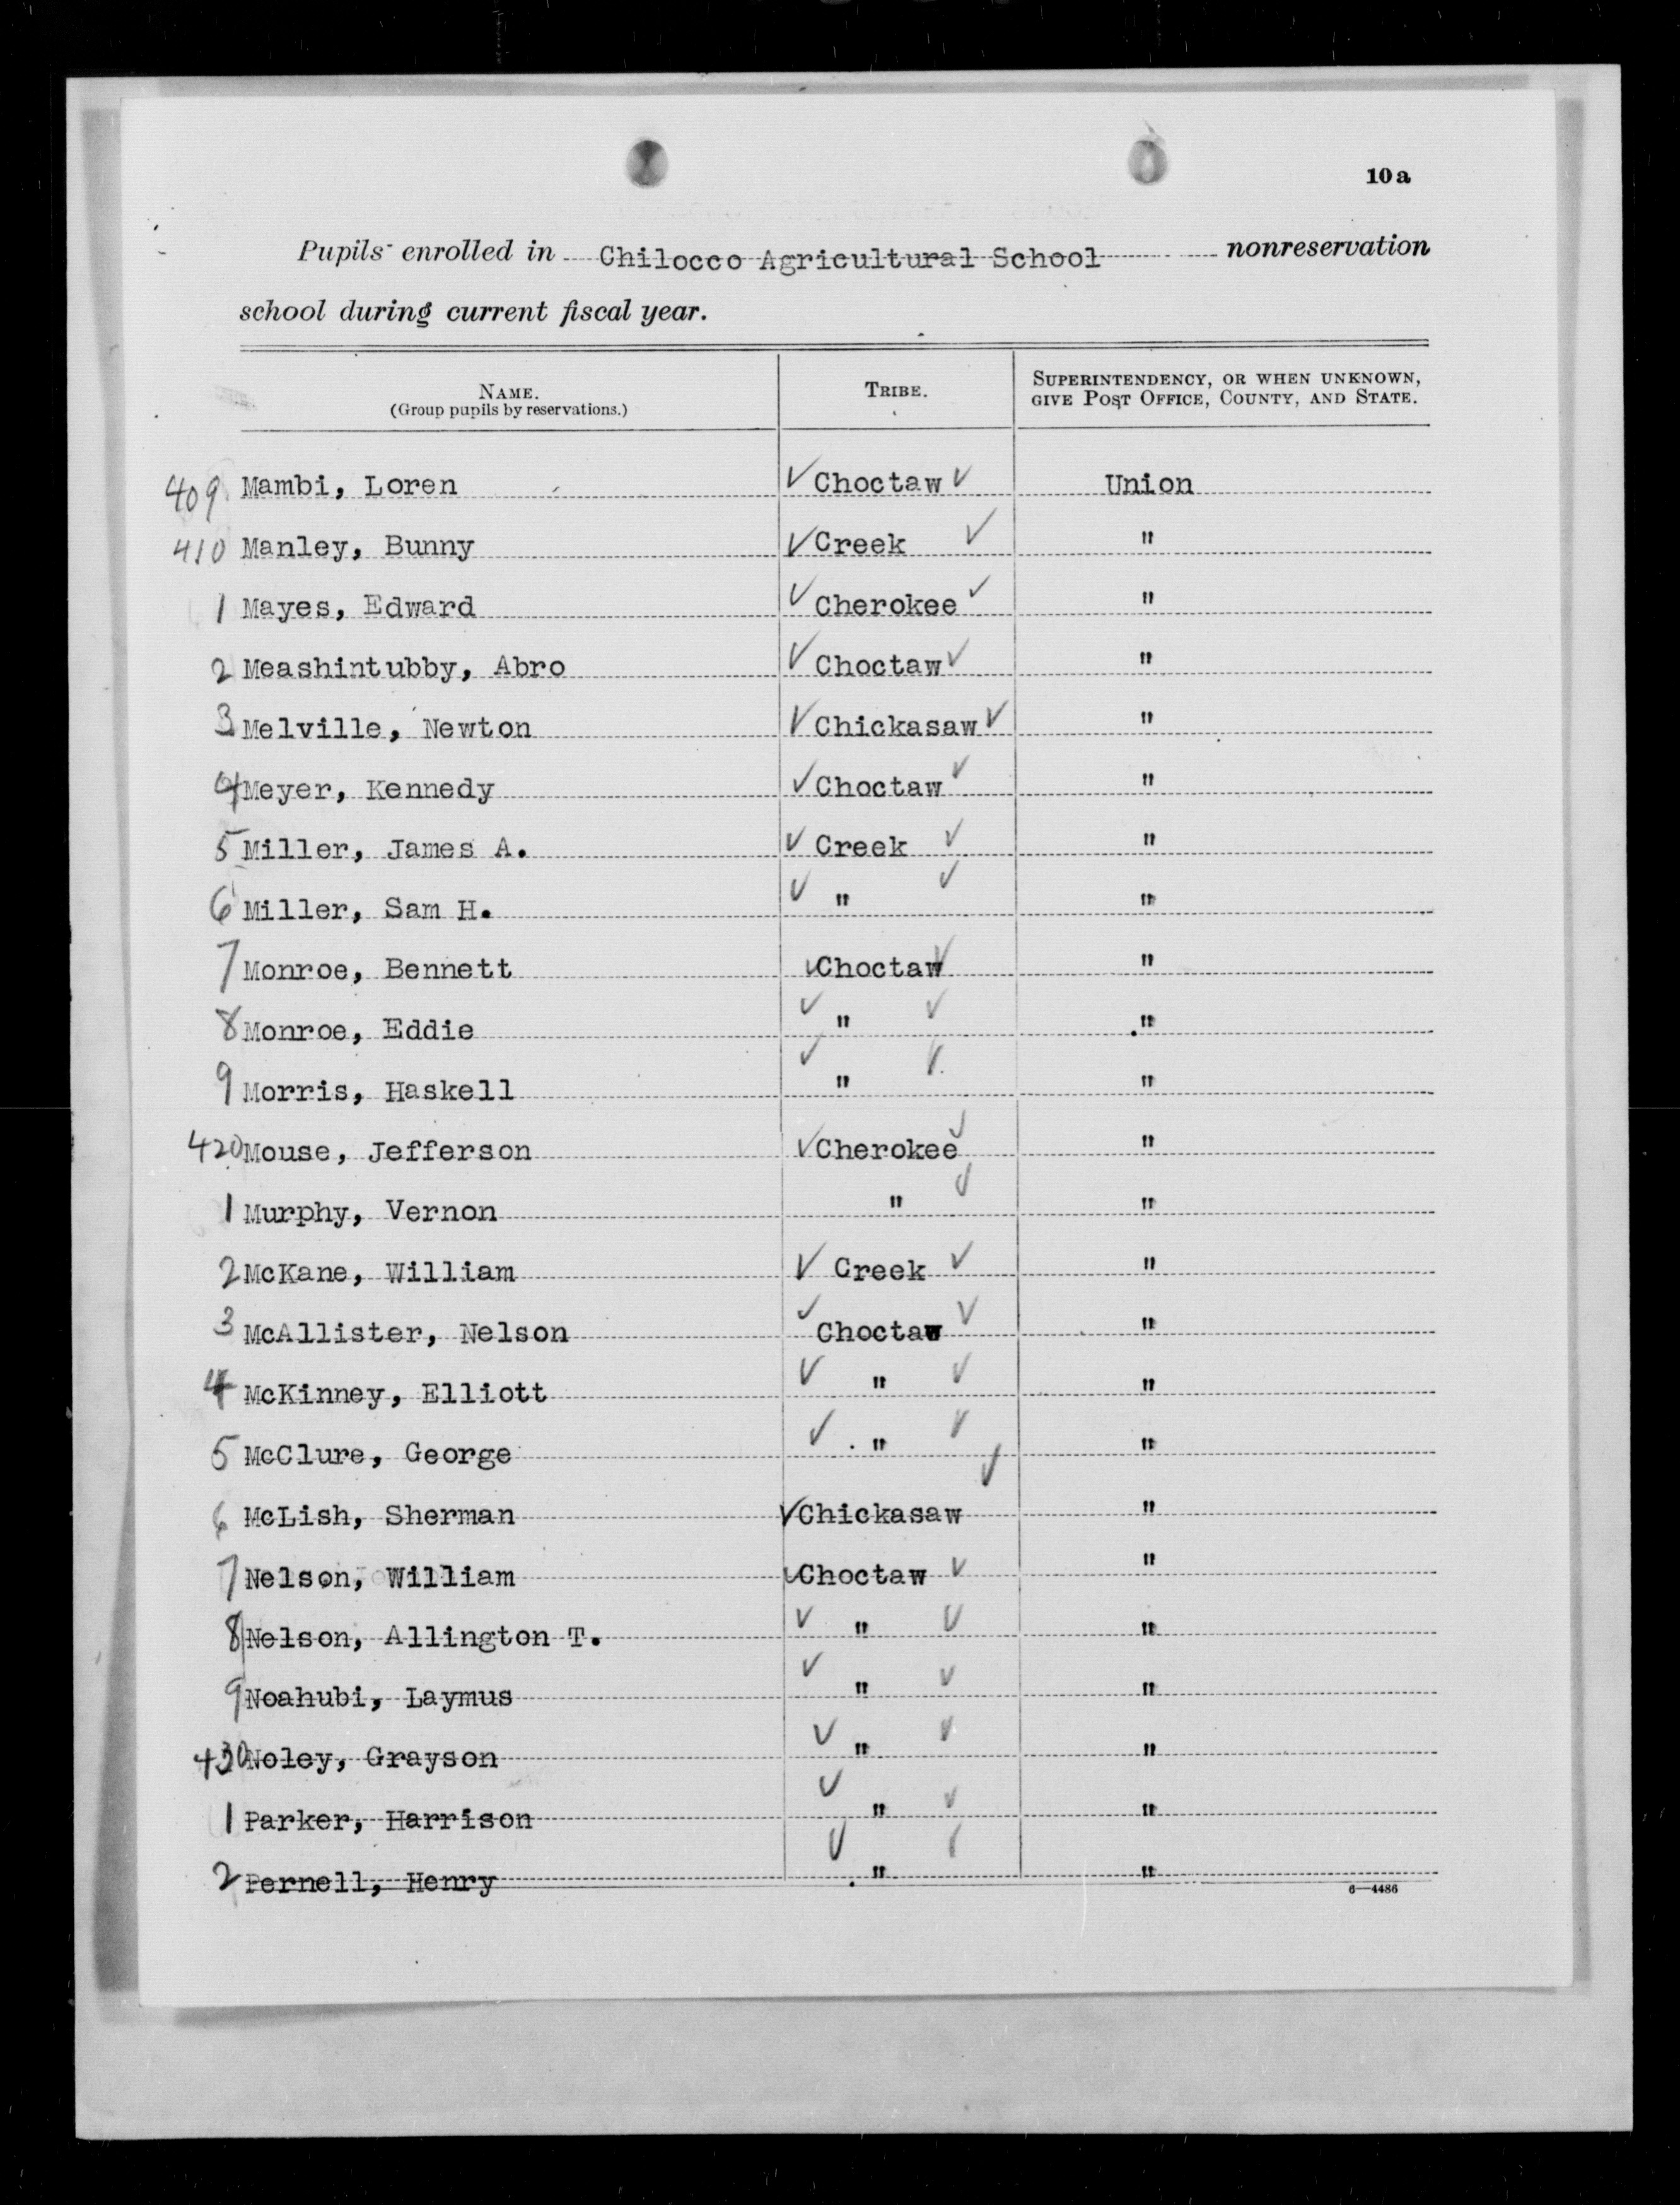 10a
Pupils enrolled in Chilocco Agricultural School nonreservation
school during current fiscal year.
NAME. TRIBE. SUPERINTENDENCY, OR WHEN UNKNOWN,
(Group pupils by reservations.) GIVE POST OFFICE, COUNTY, AND STATE.
409 Mambi, Loren ✓ Choctaw ✓ Union
410 Manley, Bunny ✓ Creek ✓ "
1 Mayes, Edward ✓ Cherokee ✓ "
2 Meashintubby, Abro ✓ Choctaw ✓ "
3 Melville, Newton ✓ Chickasaw ✓ "
4 Meyer, Kennedy ✓ Choctaw ✓ "
5 Miller, James A. ✓ Creek ✓ "
6 Miller, Sam H. ✓ " ✓ "
7 Monroe, Bennett ✓ Choctaw ✓ "
8 Monroe, Eddie ✓ " ✓ "
9 Morris, Haskell ✓ " ✓ "
420 Mouse, Jefferson ✓ Cherokee ✓ "
1 Murphy, Vernon " ✓ "
2 McKane, William ✓ Creek ✓ "
3 McAllister, Nelson ✓ Choctaw ✓ "
4 McKinney, Elliott ✓ " ✓ "
5 McClure, George ✓ " ✓ "
6 McLish, Sherman ✓ Chickasaw ✓ "
7 Nelson, William ✓ Choctaw ✓ "
8 Nelson, Allington T. ✓ " ✓ "
9 Noahubi, Laymus ✓ " ✓ "
430 Noley, Grayson ✓ " ✓ "
1 Parker, Harrison ✓ " ✓ "
2 Pernell, Henry ✓ " ✓ "
6—4486